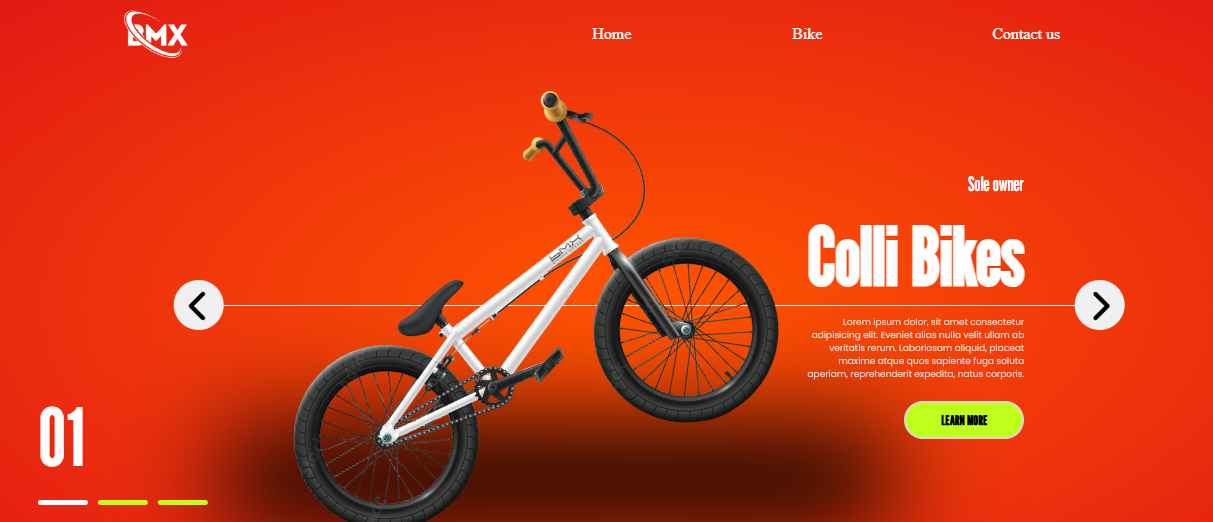 BMX
Home
Bike
Contact us
Sole owner
BMX
Colli Bikes
Lorem ipsum dolor, sit amet consectetur
adipisicing elit. Eveniet alias nulla velit ullam ab
veritatis rerum. Laboriosam aliquid, placeat
maxime atque quos sapiente fuga soluta
aperiam, reprehenderit expedita, natus corporis.
LEARN MORE
01